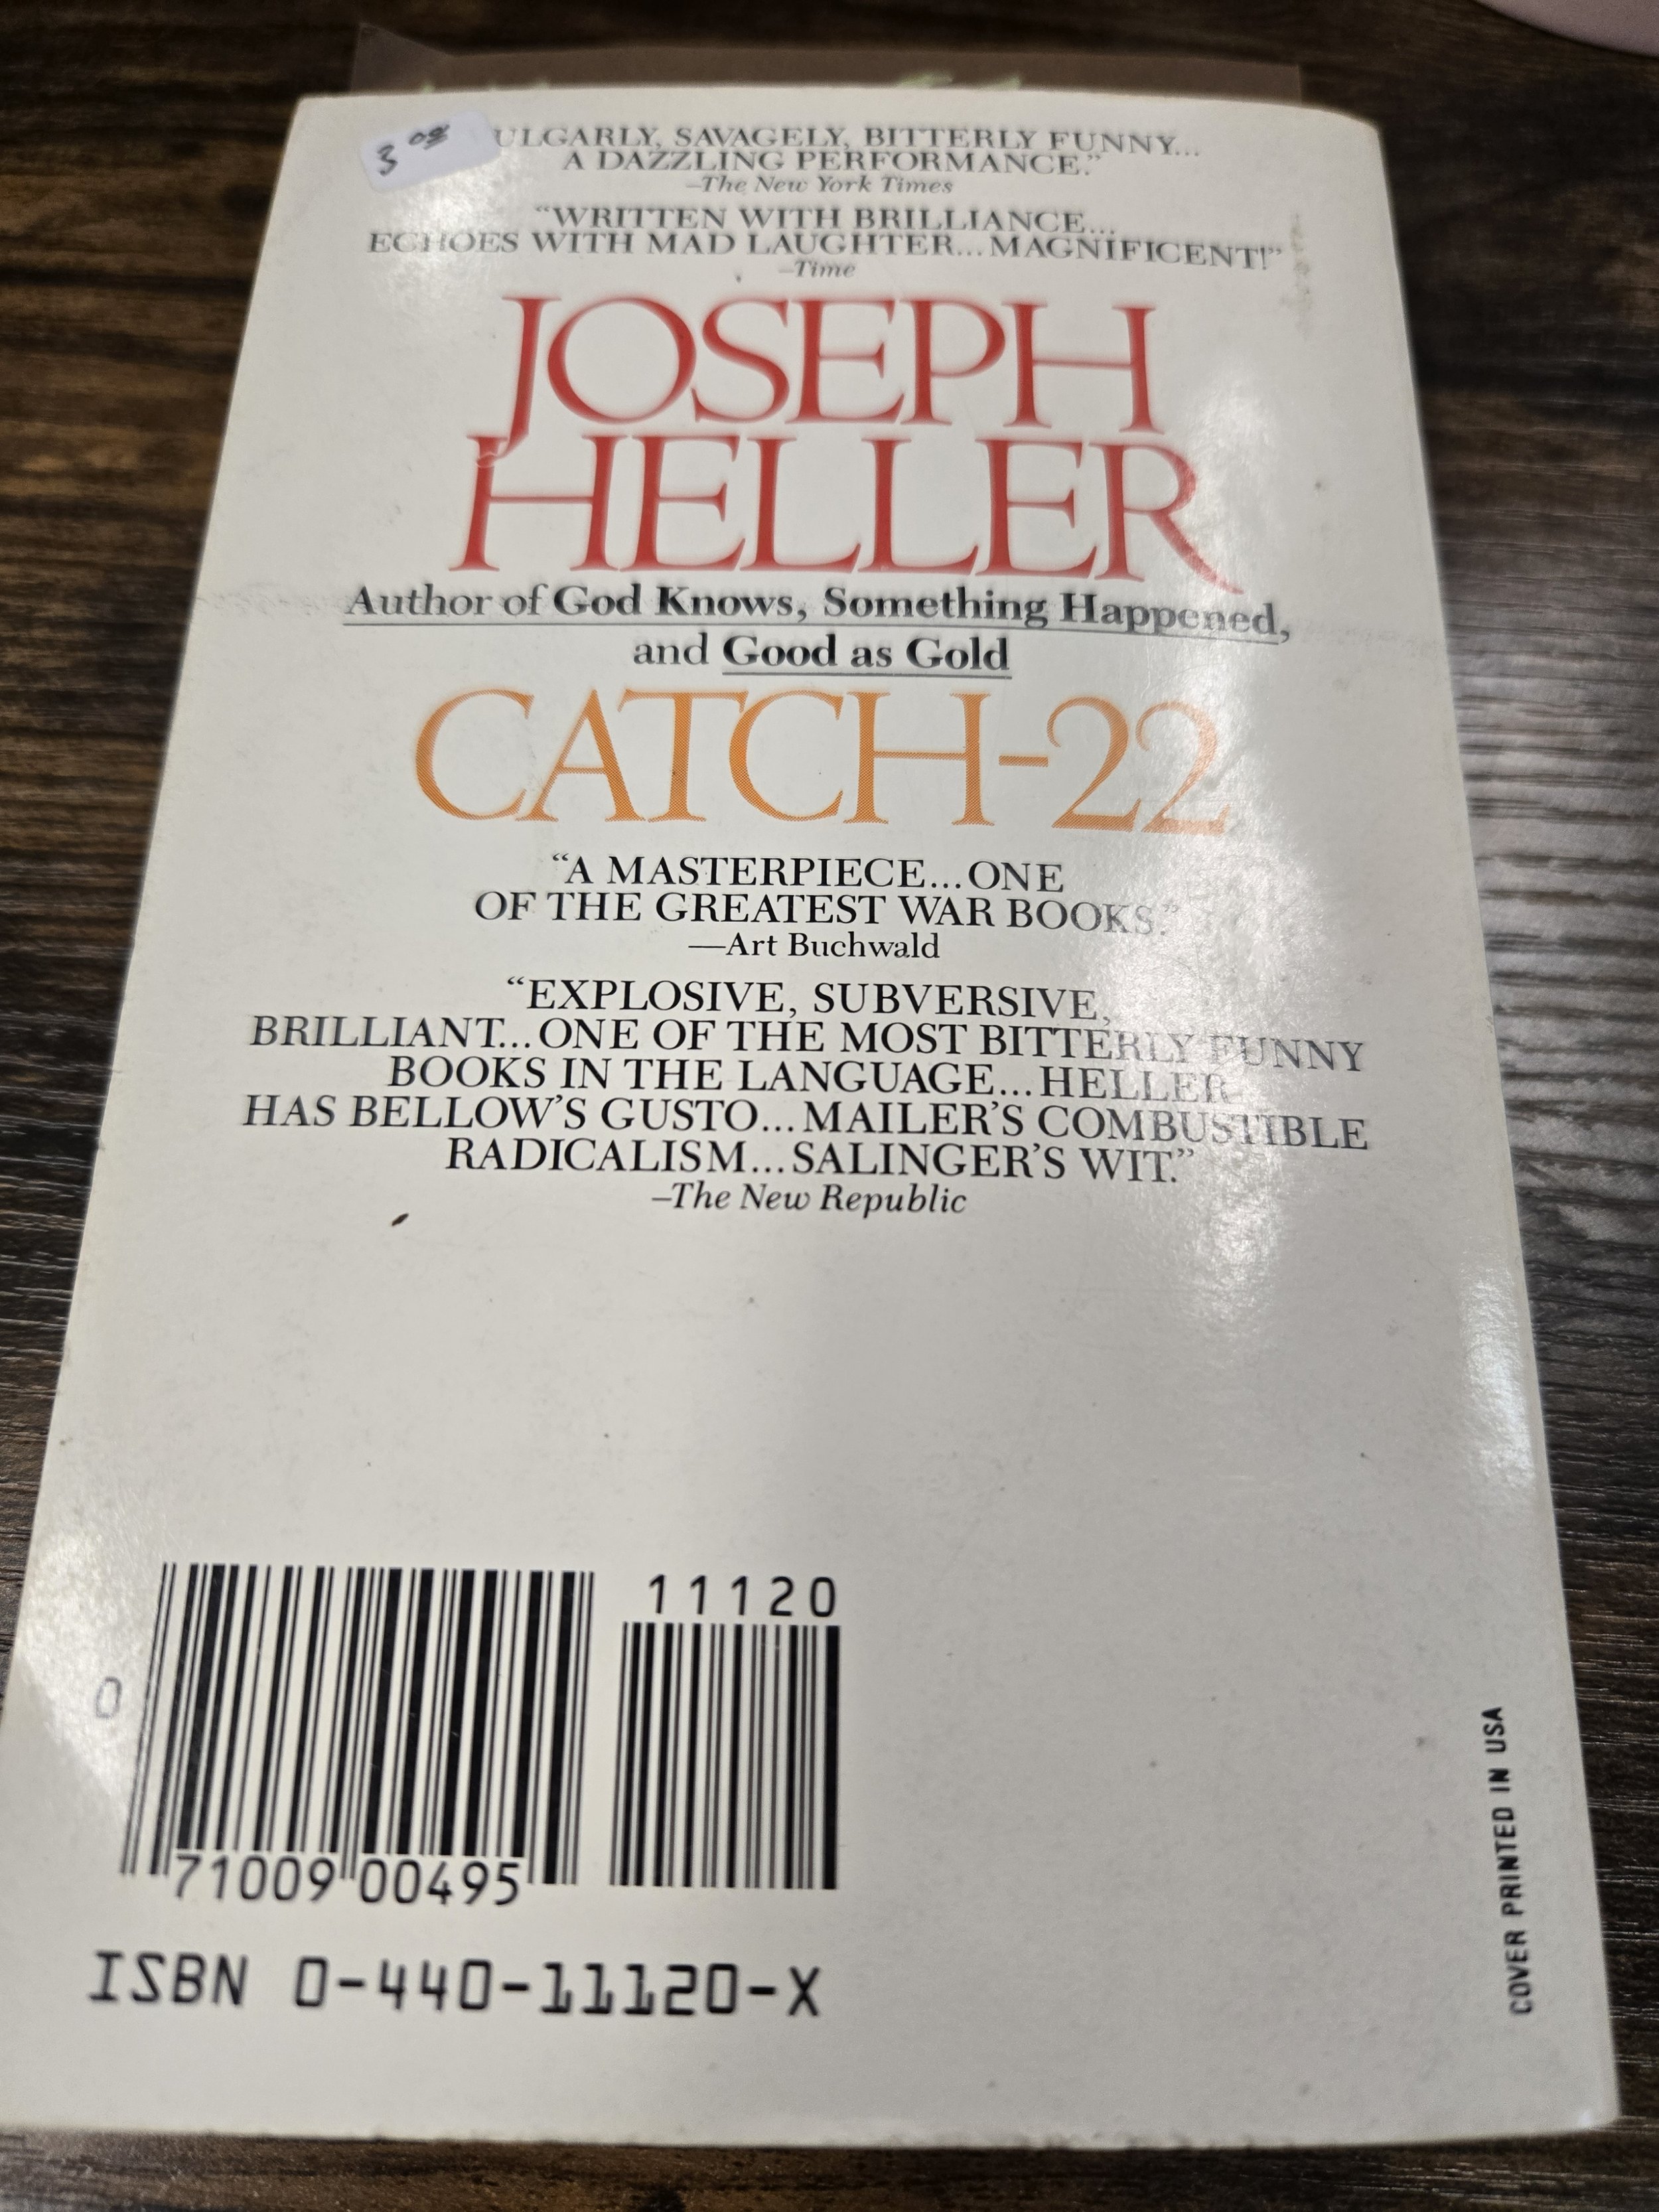 3 00
ULGARLY, SAVAGELY, BITTERLY FUNNY...
A DAZZLING PERFORMANCE."
–The New York Times
"WRITTEN WITH BRILLIANCE...
ECHOES WITH MAD LAUGHTER...MAGNIFICENT!"
–Time
JOSEPH
HELLER
Author of God Knows, Something Happened,
and Good as Gold
CATCH-22
"A MASTERPIECE...ONE
OF THE GREATEST WAR BOOKS."
—Art Buchwald
"EXPLOSIVE, SUBVERSIVE,
BRILLIANT...ONE OF THE MOST BITTERLY FUNNY
BOOKS IN THE LANGUAGE...HELLER
HAS BELLOW'S GUSTO...MAILER'S COMBUSTIBLE
RADICALISM...SALINGER'S WIT."
–The New Republic
11120
0
71009 00495
ISBN 0-440-11120-X
COVER PRINTED IN USA